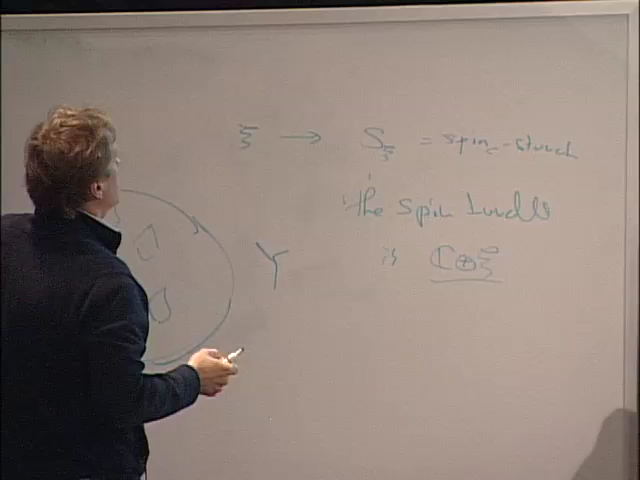 ξ → S_ξ = spin_c-struct
the spin bundle
Y
is ℂ⊕ξ